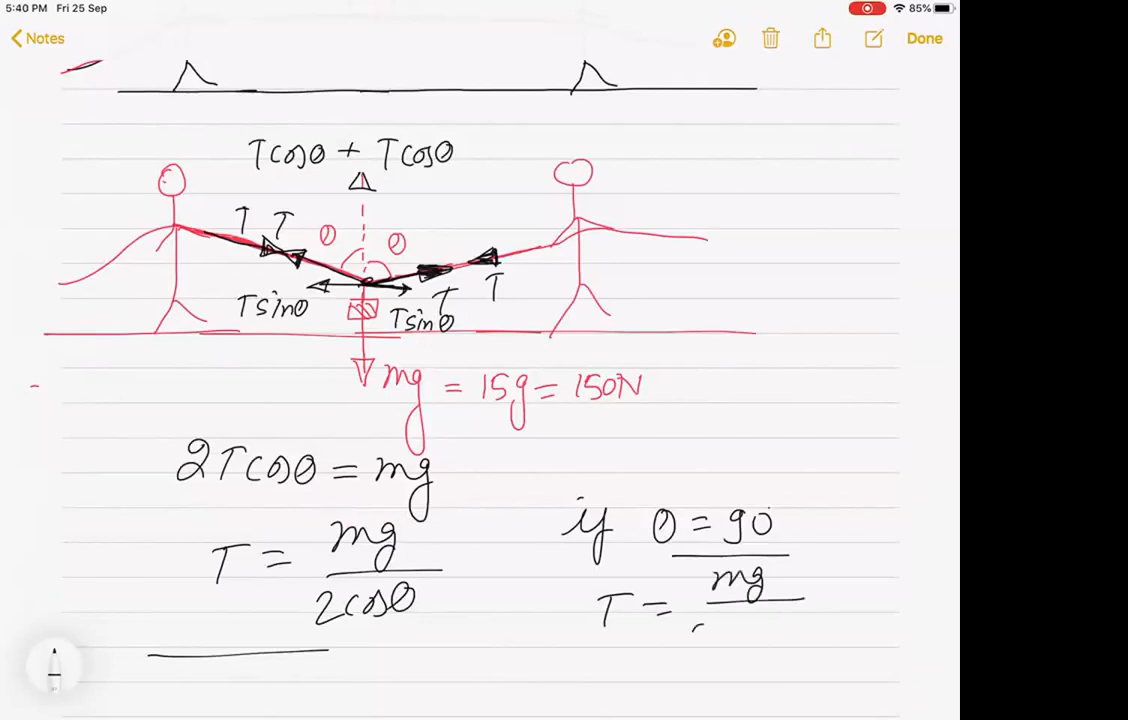 5:40 PM Fri 25 Sep
85%
Notes
Done
Tcosθ + Tcosθ
T T θ θ
T T
Tsinθ Tsinθ
mg = 15g = 150N
2Tcosθ = mg
if θ = 90
T = mg / 2cosθ
T = mg